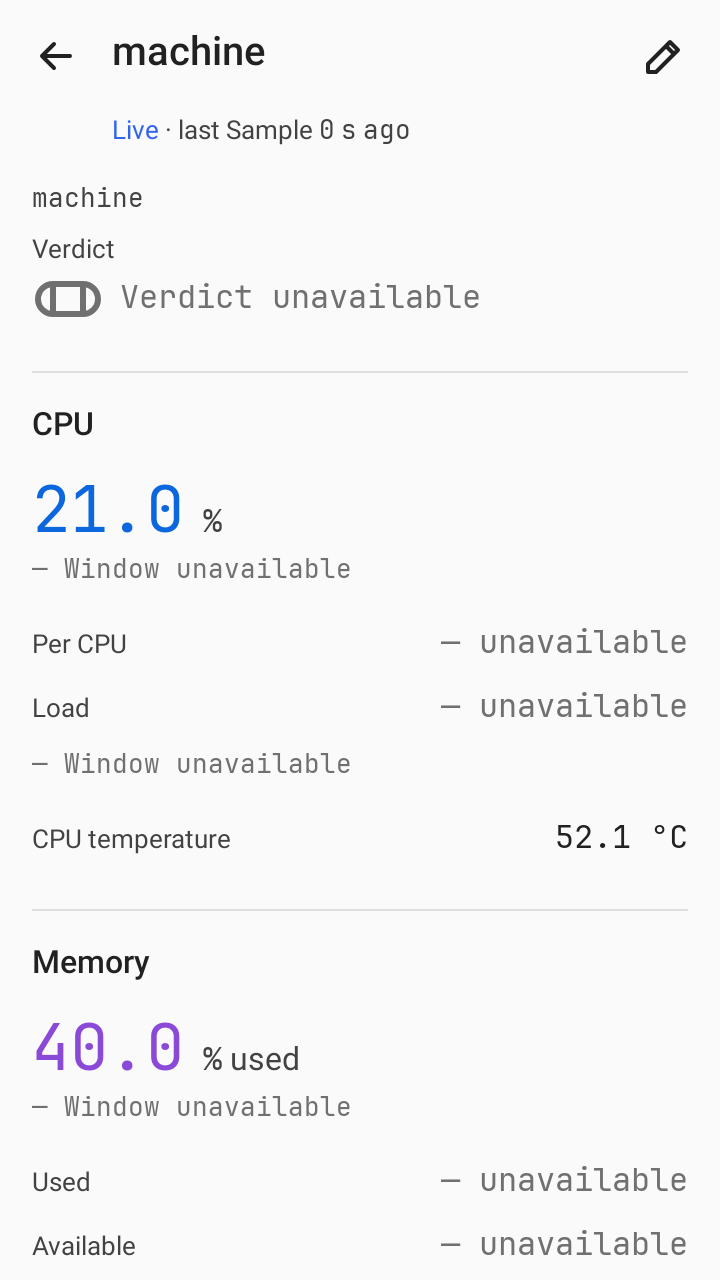 machine
Live · last Sample 0 s ago
machine
Verdict
Verdict unavailable
CPU
21.0 %
— Window unavailable
Per CPU — unavailable
Load — unavailable
— Window unavailable
CPU temperature 52.1 °C
Memory
40.0 % used
— Window unavailable
Used — unavailable
Available — unavailable